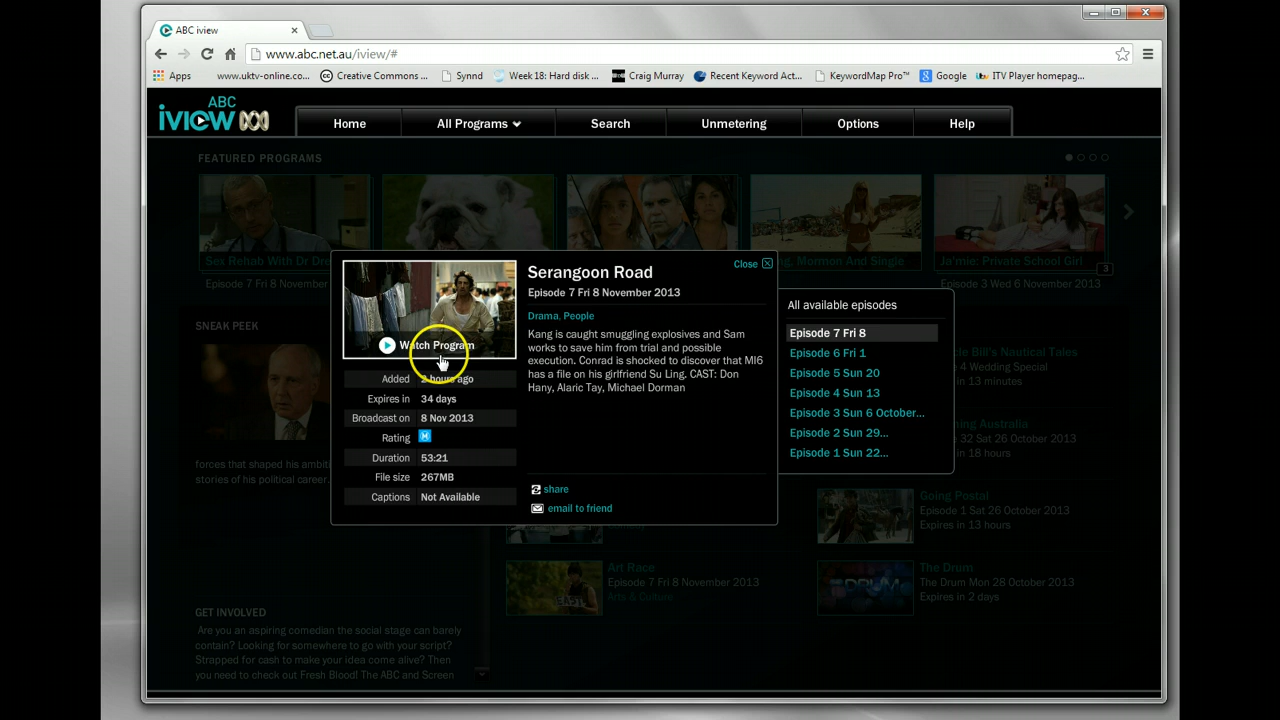 ABC iview
www.abc.net.au/iview/#
Apps www.uktv-online.co... Creative Commons ... Synnd Week 18: Hard disk ... Craig Murray Recent Keyword Act... KeywordMap Pro™ Google ITV Player homepag...
ABC
iview
Home All Programs Search Unmetering Options Help
FEATURED PROGRAMS
Sex Rehab With Dr Dre
ng, Mormon And Single
Ja'mie: Private School Girl
3
Episode 7 Fri 8 November
Episode 3 Wed 6 November 2013
SNEAK PEEK
forces that shaped his ambit
stories of his political career.
GET INVOLVED
Are you an aspiring comedian the social stage can barely
contain? Looking for somewhere to go with your script?
Strapped for cash to make your idea come alive? Then
you need to check out Fresh Blood! The ABC and Screen
Watch Program
Added 2 hours ago
Expires in 34 days
Broadcast on 8 Nov 2013
Rating M
Duration 53:21
File size 267MB
Captions Not Available
Close
Serangoon Road
Episode 7 Fri 8 November 2013
Drama, People
Kang is caught smuggling explosives and Sam
works to save him from trial and possible
execution. Conrad is shocked to discover that MI6
has a file on his girlfriend Su Ling. CAST: Don
Hany, Alaric Tay, Michael Dorman
share
email to friend
All available episodes
Episode 7 Fri 8
Episode 6 Fri 1
Episode 5 Sun 20
Episode 4 Sun 13
Episode 3 Sun 6 October...
Episode 2 Sun 29...
Episode 1 Sun 22...
cle Bill's Nautical Tales
in 13 minutes
ning Australia
32 Sat 26 October 2013
in 18 hours
Going Postal
Episode 1 Sat 26 October 2013
Expires in 13 hours
Art Race
Episode 7 Fri 8 November 2013
Arts & Culture
The Drum
The Drum Mon 28 October 2013
Expires in 2 days
DRUM